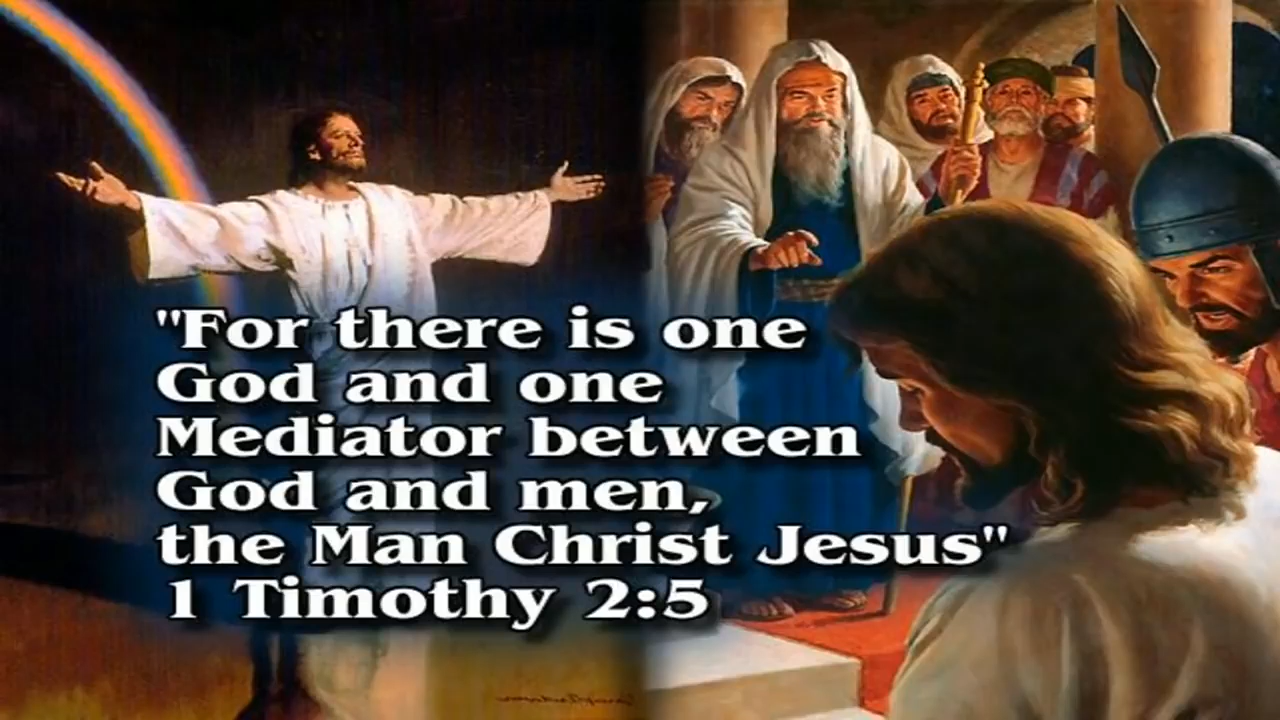 "For there is one
God and one
Mediator between
God and men,
the Man Christ Jesus"
1 Timothy 2:5